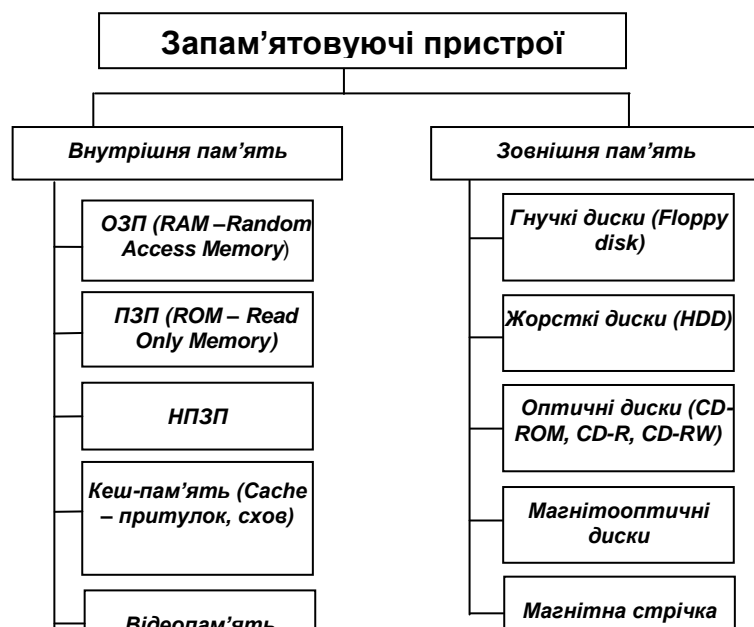 Запам’ятовуючі пристрої
Внутрішня пам’ять
ОЗП (RAM –Random
Access Memory)
ПЗП (ROM – Read
Only Memory)
НПЗП
Кеш-пам’ять (Cache
– притулок, схов)
Відеопам’ять
Зовнішня пам’ять
Гнучкі диски (Floppy
disk)
Жорсткі диски (HDD)
Оптичні диски (CD-
ROM, CD-R, CD-RW)
Магнітооптичні
диски
Магнітна стрічка